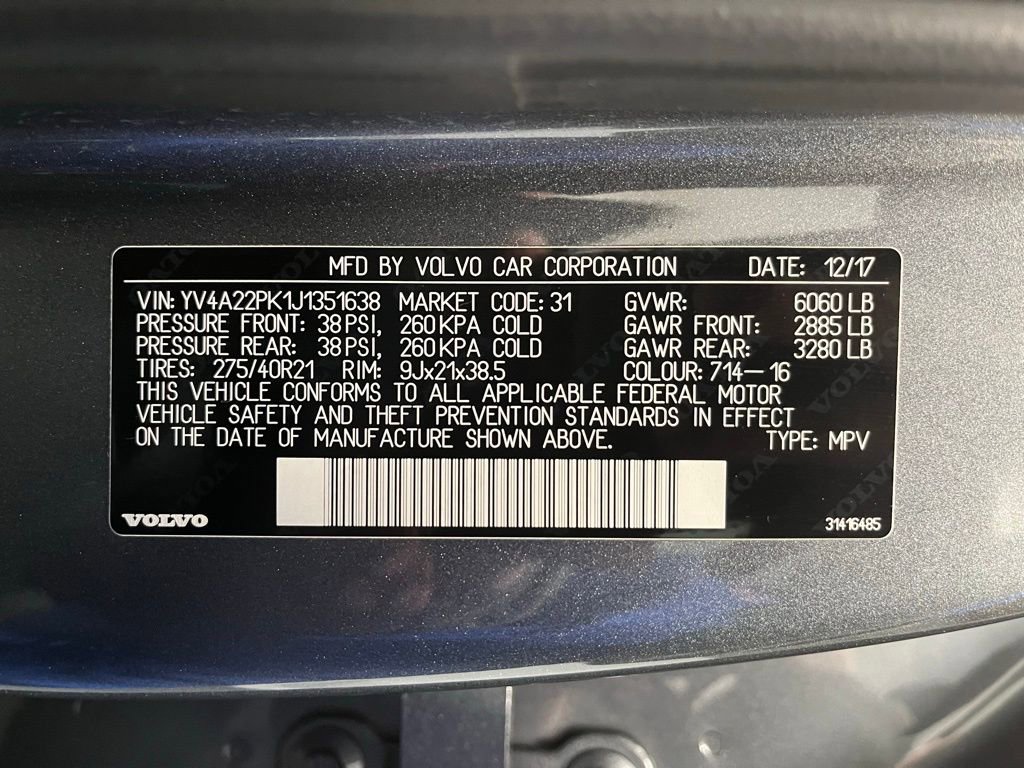 MFD BY VOLVO CAR CORPORATION DATE: 12/17
VIN: YV4A22PK1J1351638 MARKET CODE: 31 GVWR: 6060 LB
PRESSURE FRONT: 38 PSI, 260 KPA COLD GAWR FRONT: 2885 LB
PRESSURE REAR: 38 PSI, 260 KPA COLD GAWR REAR: 3280 LB
TIRES: 275/40R21 RIM: 9Jx21x38.5 COLOUR: 714-16
THIS VEHICLE CONFORMS TO ALL APPLICABLE FEDERAL MOTOR
VEHICLE SAFETY AND THEFT PREVENTION STANDARDS IN EFFECT
ON THE DATE OF MANUFACTURE SHOWN ABOVE. TYPE: MPV
VOLVO 31416485